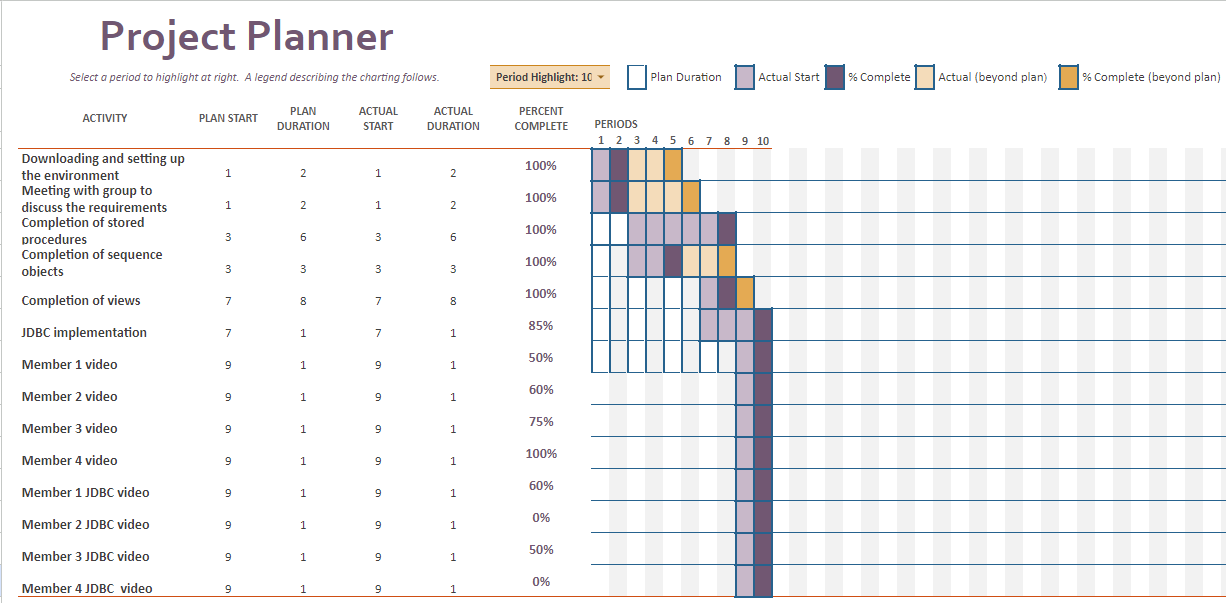 Project Planner
Select a period to highlight at right.  A legend describing the charting follows.
Period Highlight: 10
Plan Duration
Actual Start
% Complete
Actual (beyond plan)
% Complete (beyond plan)
ACTIVITY
PLAN START
PLAN
DURATION
ACTUAL
START
ACTUAL
DURATION
PERCENT
COMPLETE
PERIODS
1 2 3 4 5 6 7 8 9 10
Downloading and setting up
the environment 1 2 1 2 100%
Meeting with group to
discuss the requirements 1 2 1 2 100%
Completion of stored
procedures 3 6 3 6 100%
Completion of sequence
objects 3 3 3 3 100%
Completion of views 7 8 7 8 100%
JDBC implementation 7 1 7 1 85%
Member 1 video 9 1 9 1 50%
Member 2 video 9 1 9 1 60%
Member 3 video 9 1 9 1 75%
Member 4 video 9 1 9 1 100%
Member 1 JDBC video 9 1 9 1 60%
Member 2 JDBC video 9 1 9 1 0%
Member 3 JDBC video 9 1 9 1 50%
Member 4 JDBC  video 9 1 9 1 0%